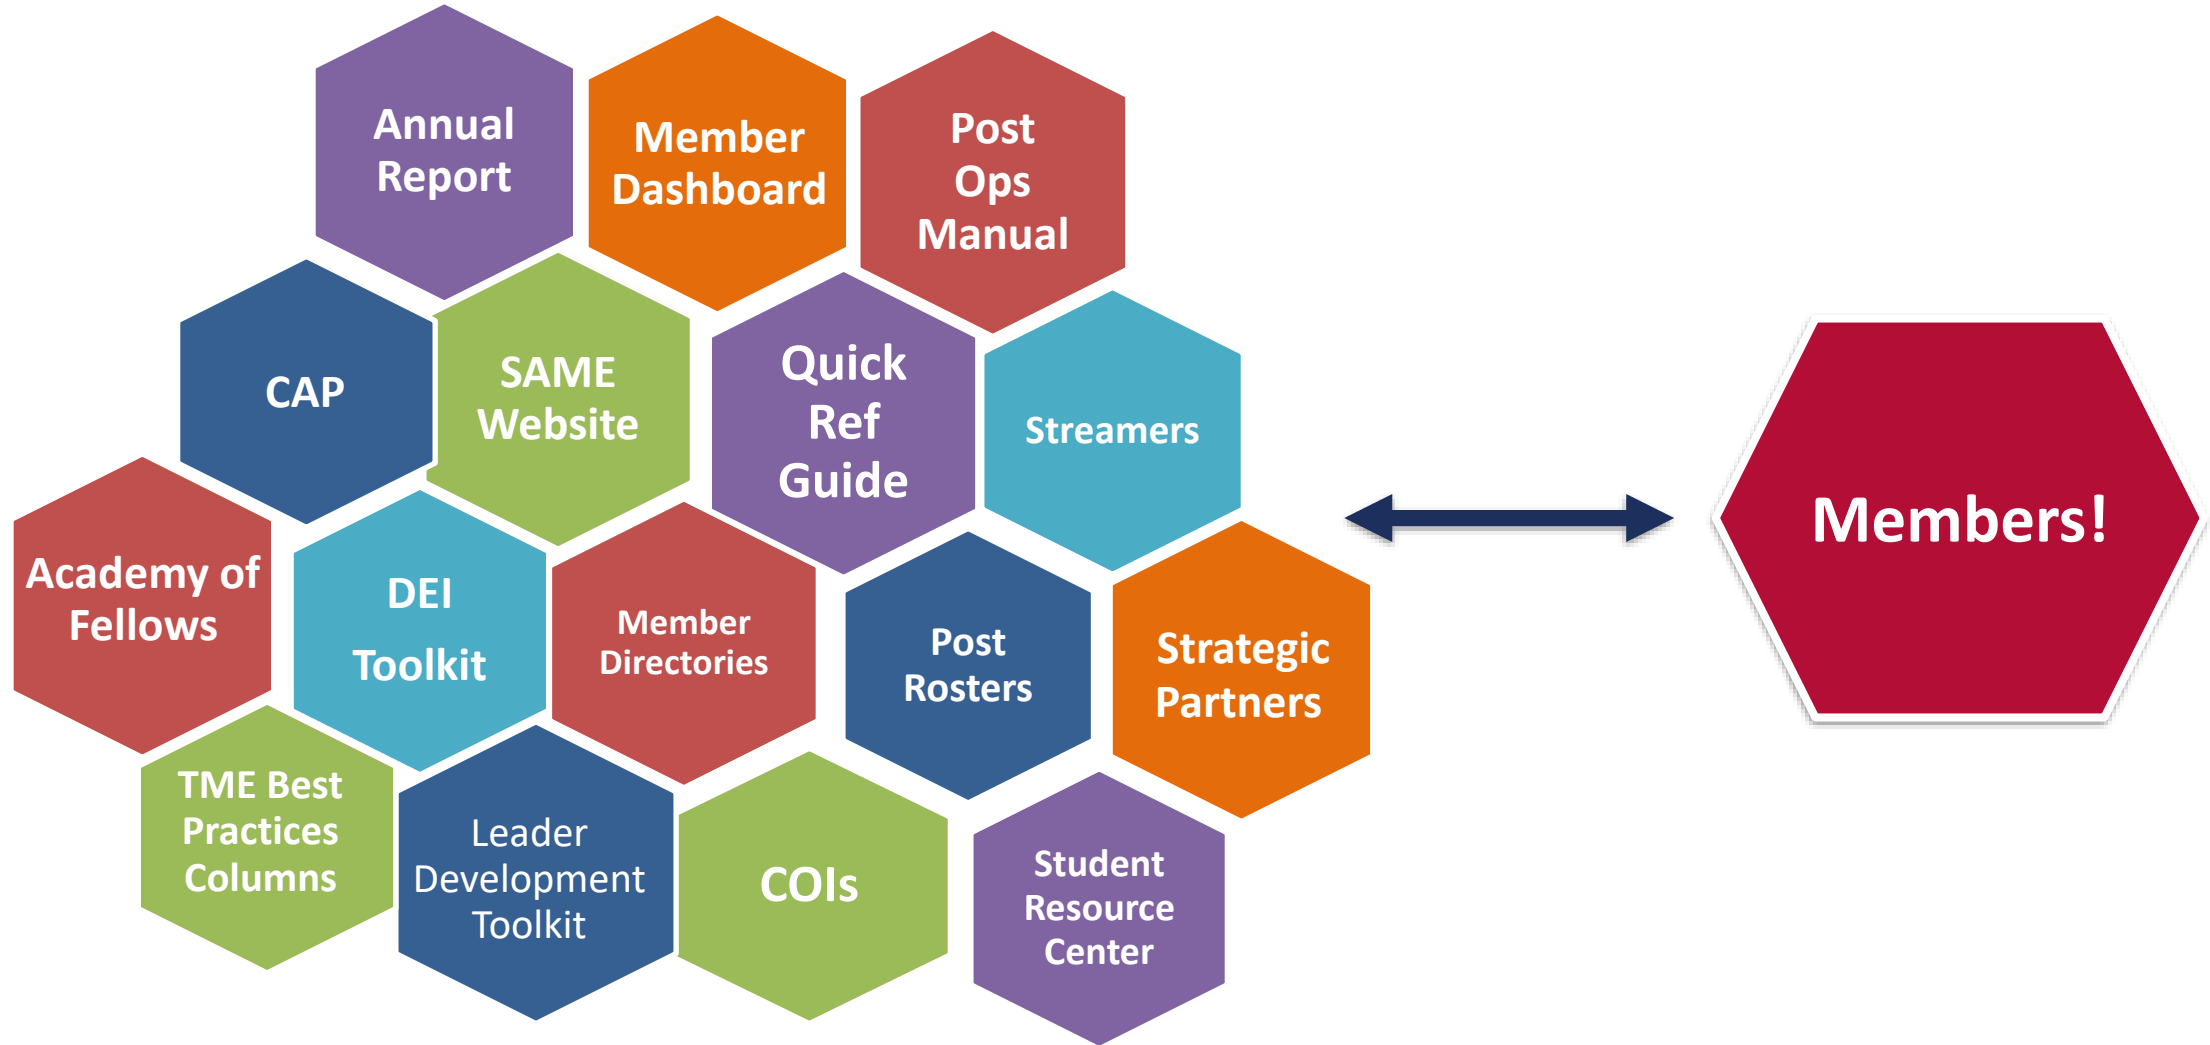 Annual
Report
Member
Dashboard
Post
Ops
Manual
CAP
SAME
Website
Quick
Ref
Guide
Streamers
Academy of
Fellows
DEI
Toolkit
Member
Directories
Post
Rosters
Strategic
Partners
TME Best
Practices
Columns
Leader
Development
Toolkit
COIs
Student
Resource
Center
Members!